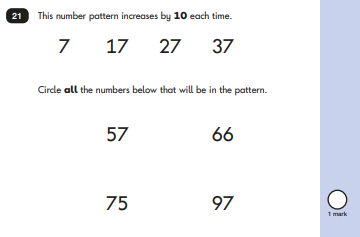 21 This number pattern increases by 10 each time.
7 17 27 37
Circle all the numbers below that will be in the pattern.
57 66
75 97
1 mark